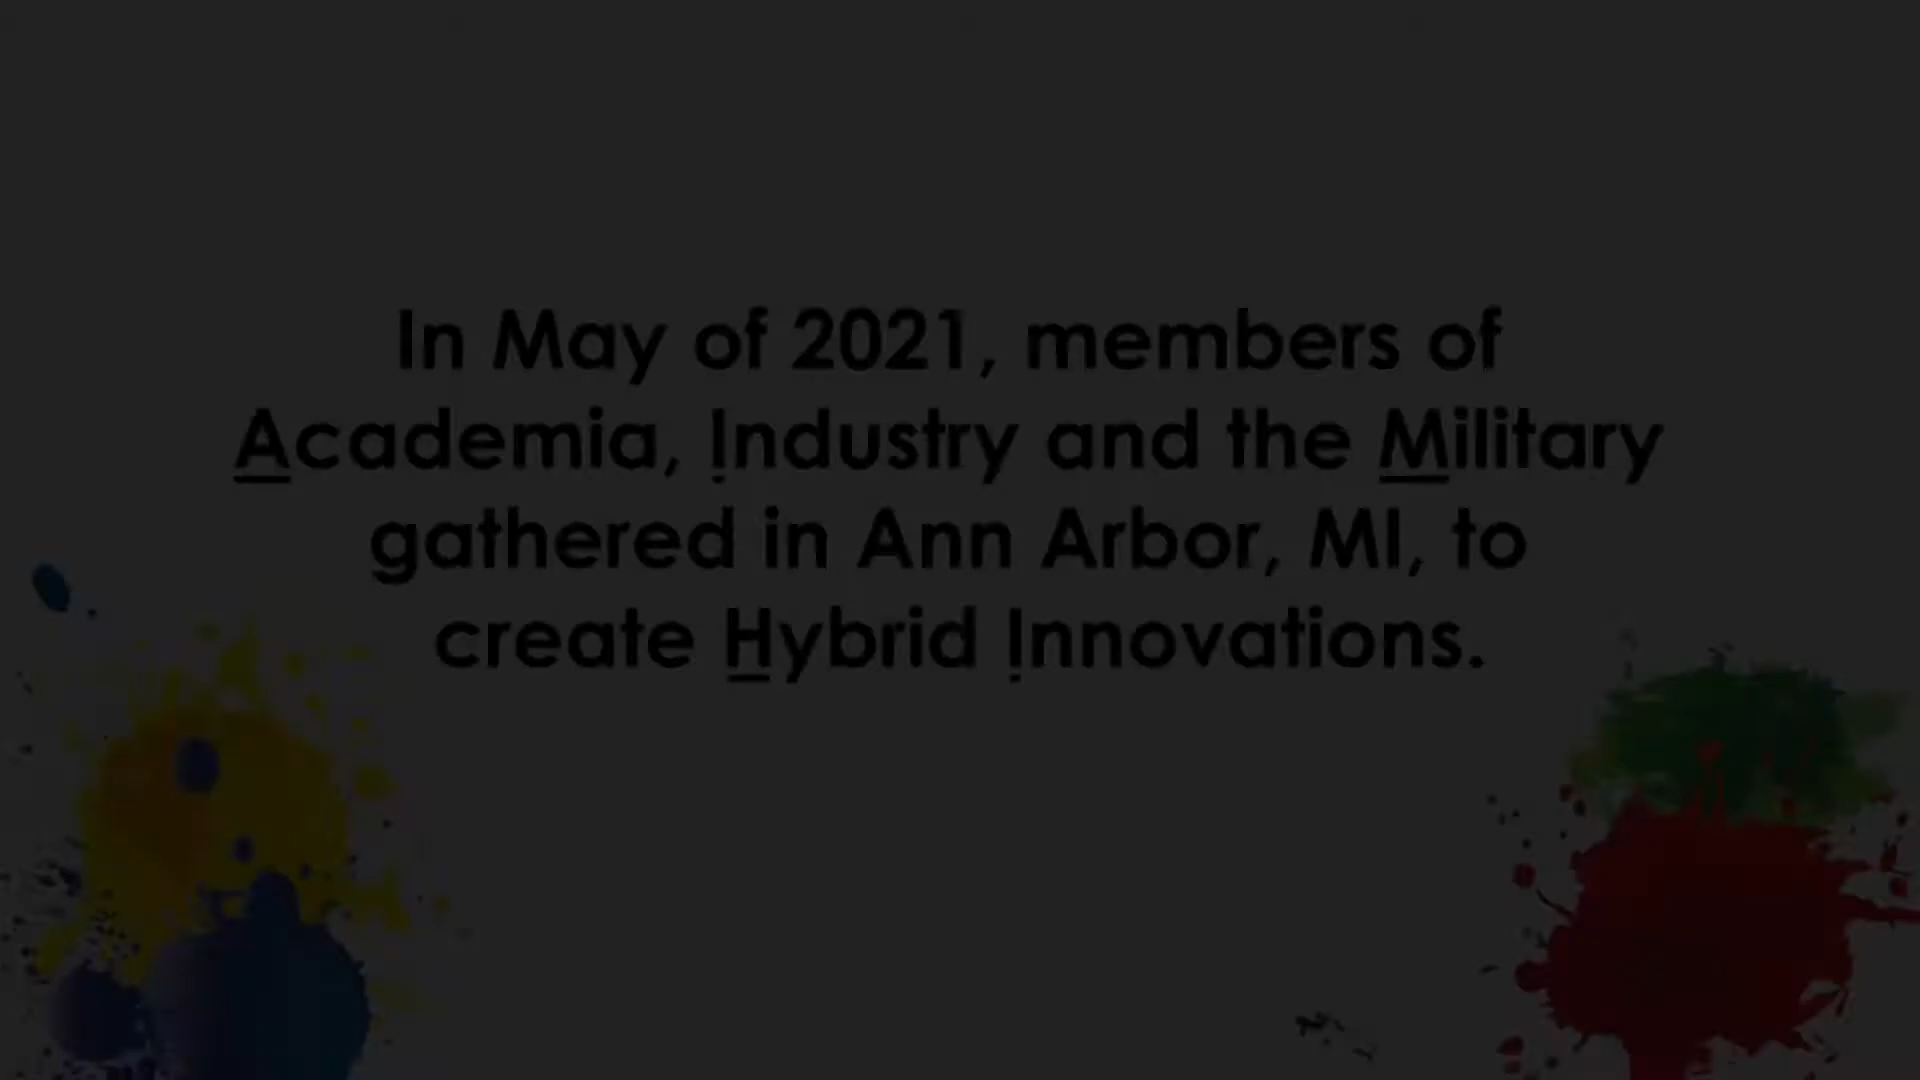 In May of 2021, members of
Academia, Industry and the Military
gathered in Ann Arbor, MI, to
create Hybrid Innovations.